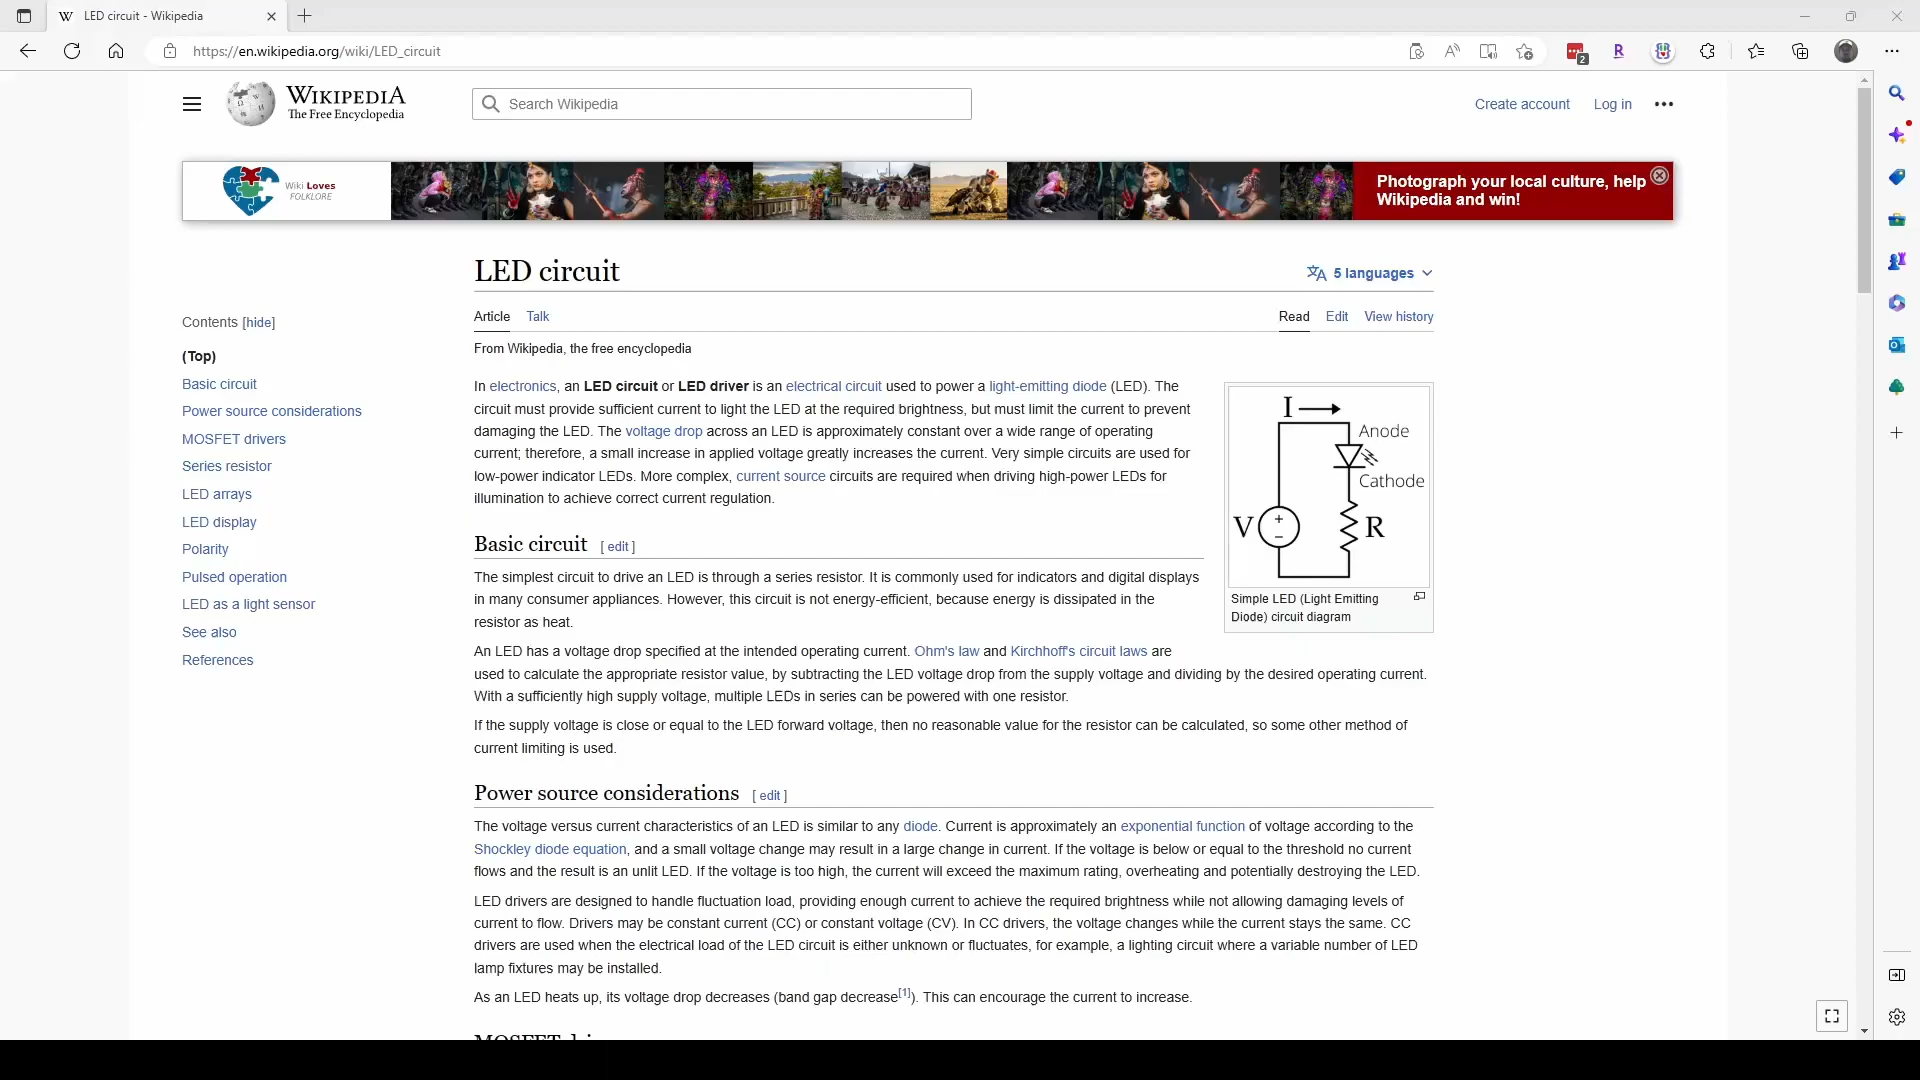 LED circuit - Wikipedia
https://en.wikipedia.org/wiki/LED_circuit
2
WIKIPEDIA
The Free Encyclopedia
Search Wikipedia
Create account
Log in
Wiki Loves
FOLKLORE
Photograph your local culture, help
Wikipedia and win!
LED circuit
5 languages
Contents [hide]
(Top)
Basic circuit
Power source considerations
MOSFET drivers
Series resistor
LED arrays
LED display
Polarity
Pulsed operation
LED as a light sensor
See also
References
Article Talk
Read Edit View history
From Wikipedia, the free encyclopedia
In electronics, an LED circuit or LED driver is an electrical circuit used to power a light-emitting diode (LED). The
circuit must provide sufficient current to light the LED at the required brightness, but must limit the current to prevent
damaging the LED. The voltage drop across an LED is approximately constant over a wide range of operating
current; therefore, a small increase in applied voltage greatly increases the current. Very simple circuits are used for
low-power indicator LEDs. More complex, current source circuits are required when driving high-power LEDs for
illumination to achieve correct current regulation.
I
Anode
Cathode
V
+
−
R
Simple LED (Light Emitting
Diode) circuit diagram
Basic circuit [ edit ]
The simplest circuit to drive an LED is through a series resistor. It is commonly used for indicators and digital displays
in many consumer appliances. However, this circuit is not energy-efficient, because energy is dissipated in the
resistor as heat.
An LED has a voltage drop specified at the intended operating current. Ohm's law and Kirchhoff's circuit laws are
used to calculate the appropriate resistor value, by subtracting the LED voltage drop from the supply voltage and dividing by the desired operating current.
With a sufficiently high supply voltage, multiple LEDs in series can be powered with one resistor.
If the supply voltage is close or equal to the LED forward voltage, then no reasonable value for the resistor can be calculated, so some other method of
current limiting is used.
Power source considerations [ edit ]
The voltage versus current characteristics of an LED is similar to any diode. Current is approximately an exponential function of voltage according to the
Shockley diode equation, and a small voltage change may result in a large change in current. If the voltage is below or equal to the threshold no current
flows and the result is an unlit LED. If the voltage is too high, the current will exceed the maximum rating, overheating and potentially destroying the LED.
LED drivers are designed to handle fluctuation load, providing enough current to achieve the required brightness while not allowing damaging levels of
current to flow. Drivers may be constant current (CC) or constant voltage (CV). In CC drivers, the voltage changes while the current stays the same. CC
drivers are used when the electrical load of the LED circuit is either unknown or fluctuates, for example, a lighting circuit where a variable number of LED
lamp fixtures may be installed.
As an LED heats up, its voltage drop decreases (band gap decrease[1]). This can encourage the current to increase.